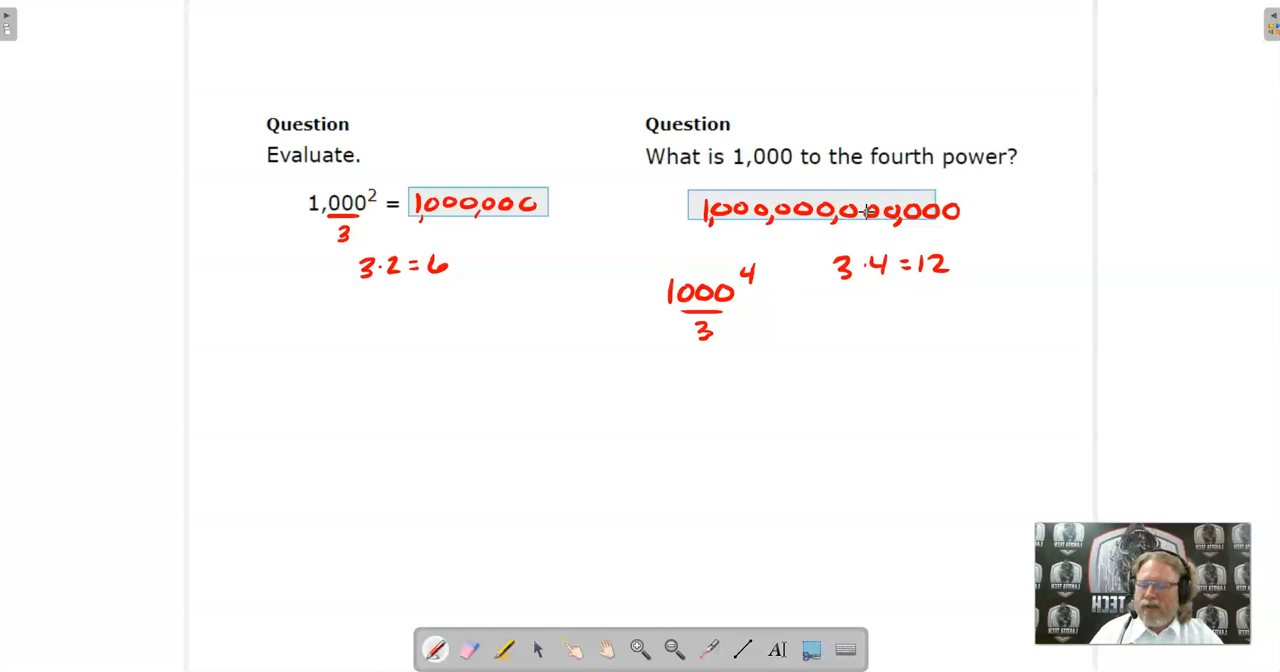 Question
Evaluate.
1,000² = 1,000,000
3
3·2=6
Question
What is 1,000 to the fourth power?
1,000,000,000,000
1000⁴
3
3·4=12
AI